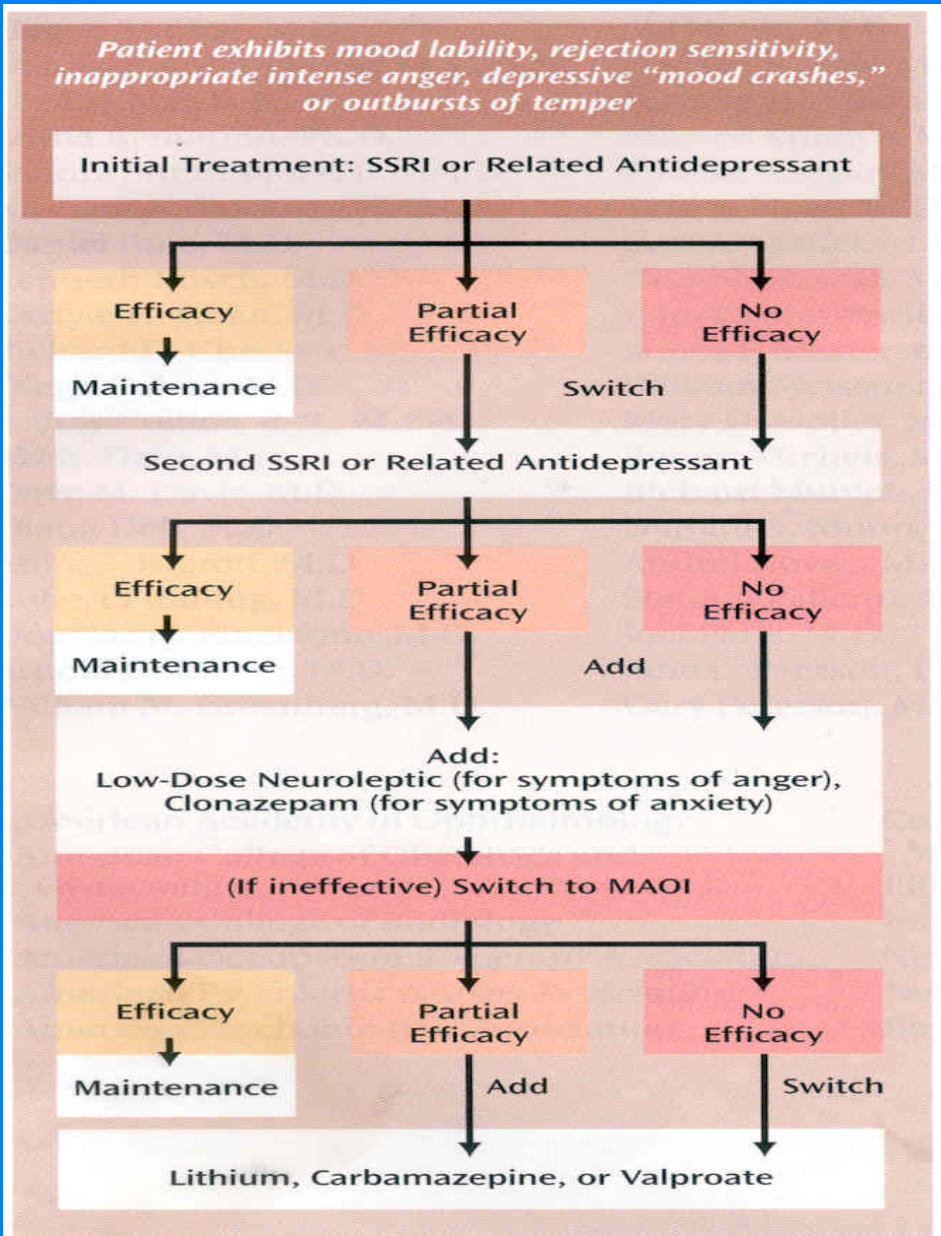 Patient exhibits mood lability, rejection sensitivity,
inappropriate intense anger, depressive “mood crashes,”
or outbursts of temper
Initial Treatment: SSRI or Related Antidepressant
Efficacy
Partial
Efficacy
No
Efficacy
Maintenance
Switch
Second SSRI or Related Antidepressant
Efficacy
Partial
Efficacy
No
Efficacy
Maintenance
Add
Add:
Low-Dose Neuroleptic (for symptoms of anger),
Clonazepam (for symptoms of anxiety)
(If ineffective) Switch to MAOI
Efficacy
Partial
Efficacy
No
Efficacy
Maintenance
Add
Switch
Lithium, Carbamazepine, or Valproate